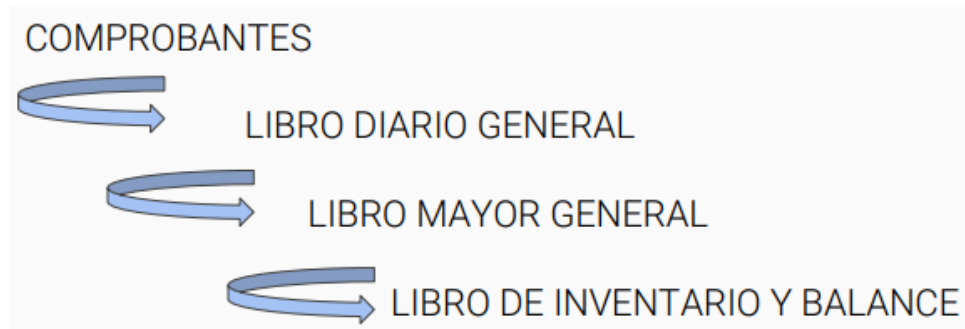 COMPROBANTES
LIBRO DIARIO GENERAL
LIBRO MAYOR GENERAL
LIBRO DE INVENTARIO Y BALANCE